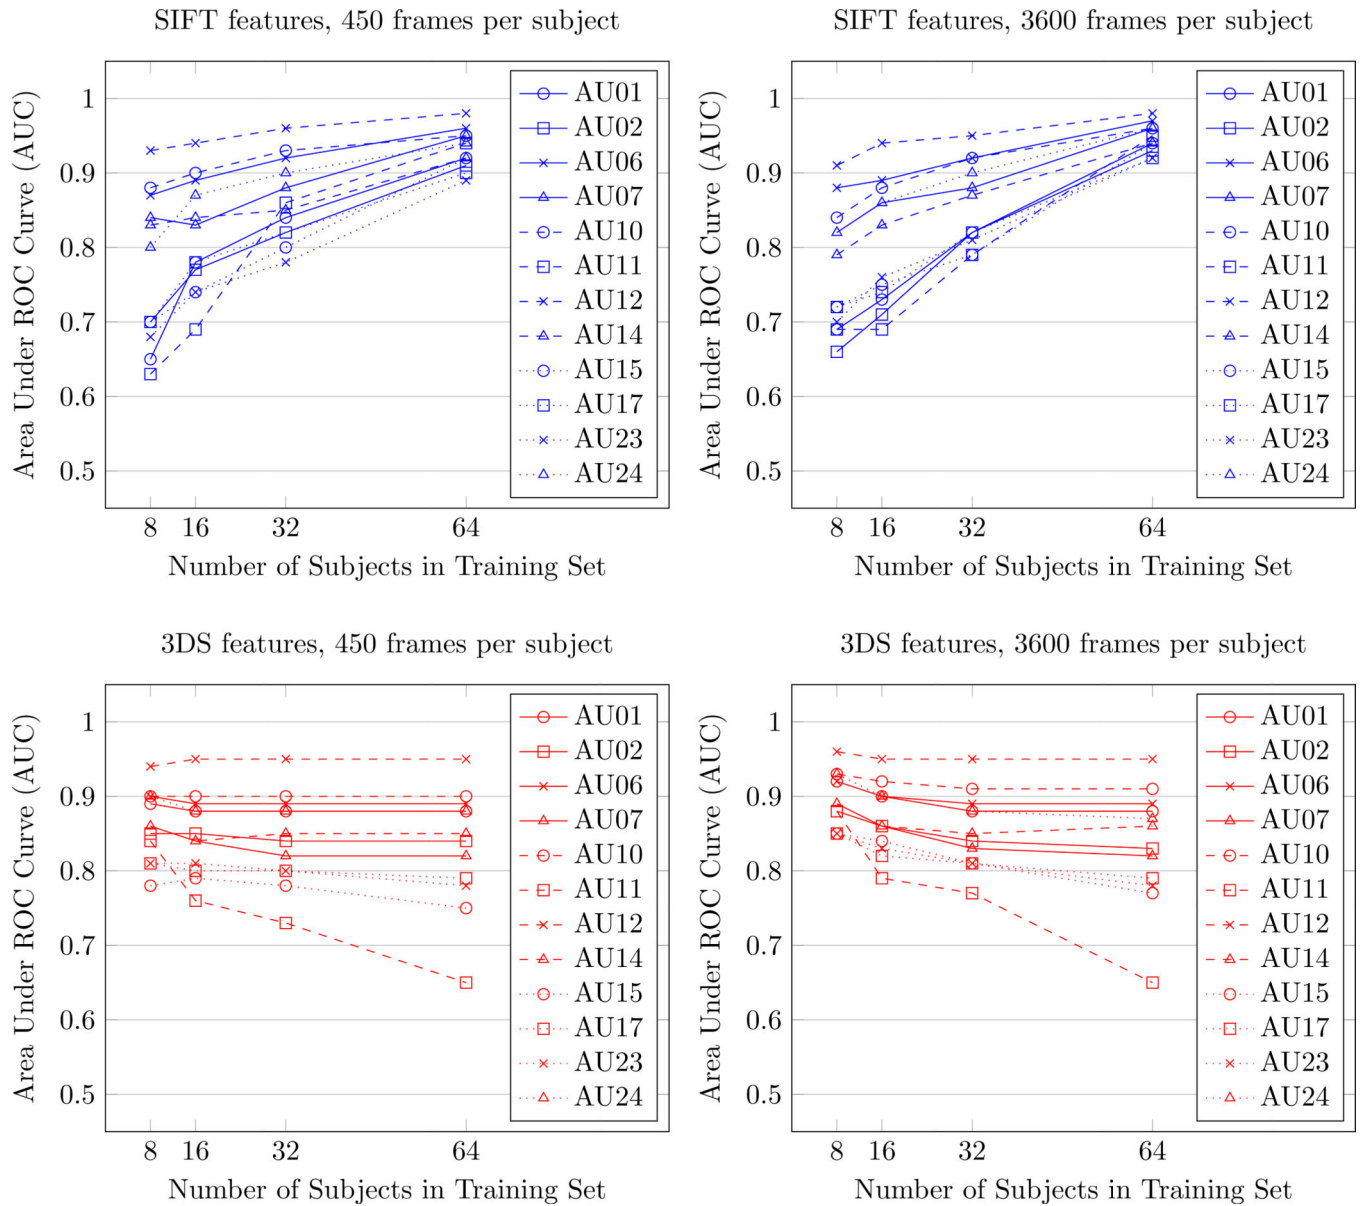 SIFT features, 450 frames per subject
Area Under ROC Curve (AUC)
1
0.9
0.8
0.7
0.6
0.5
8 16 32 64
Number of Subjects in Training Set
AU01
AU02
AU06
AU07
AU10
AU11
AU12
AU14
AU15
AU17
AU23
AU24
SIFT features, 3600 frames per subject
Area Under ROC Curve (AUC)
1
0.9
0.8
0.7
0.6
0.5
8 16 32 64
Number of Subjects in Training Set
AU01
AU02
AU06
AU07
AU10
AU11
AU12
AU14
AU15
AU17
AU23
AU24
3DS features, 450 frames per subject
Area Under ROC Curve (AUC)
1
0.9
0.8
0.7
0.6
0.5
8 16 32 64
Number of Subjects in Training Set
AU01
AU02
AU06
AU07
AU10
AU11
AU12
AU14
AU15
AU17
AU23
AU24
3DS features, 3600 frames per subject
Area Under ROC Curve (AUC)
1
0.9
0.8
0.7
0.6
0.5
8 16 32 64
Number of Subjects in Training Set
AU01
AU02
AU06
AU07
AU10
AU11
AU12
AU14
AU15
AU17
AU23
AU24